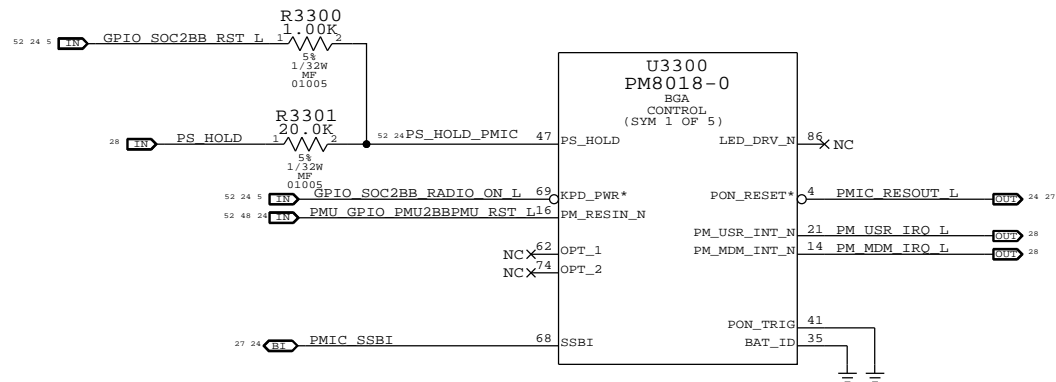 R3300
1.00K
52 24 5 IN GPIO_SOC2BB_RST_L 1 2
5%
1/32W
MF
01005
U3300
PM8018-0
BGA
CONTROL
(SYM 1 OF 5)
R3301
20.0K
28 IN PS_HOLD 1 2
5%
1/32W
MF
01005
52 24 PS_HOLD_PMIC 47 PS_HOLD
LED_DRV_N 86 NC
52 24 5 IN GPIO_SOC2BB_RADIO_ON_L 69 KPD_PWR*
PON_RESET* 4 PMIC_RESOUT_L OUT 24 27
52 48 24 IN PMU_GPIO_PMU2BBPMU_RST_L 16 PM_RESIN_N
PM_USR_INT_N 21 PM_USR_IRQ_L OUT 28
NC 62 OPT_1
PM_MDM_INT_N 14 PM_MDM_IRQ_L OUT 28
NC 74 OPT_2
PON_TRIG 41
27 24 BI PMIC_SSBI 68 SSBI
BAT_ID 35